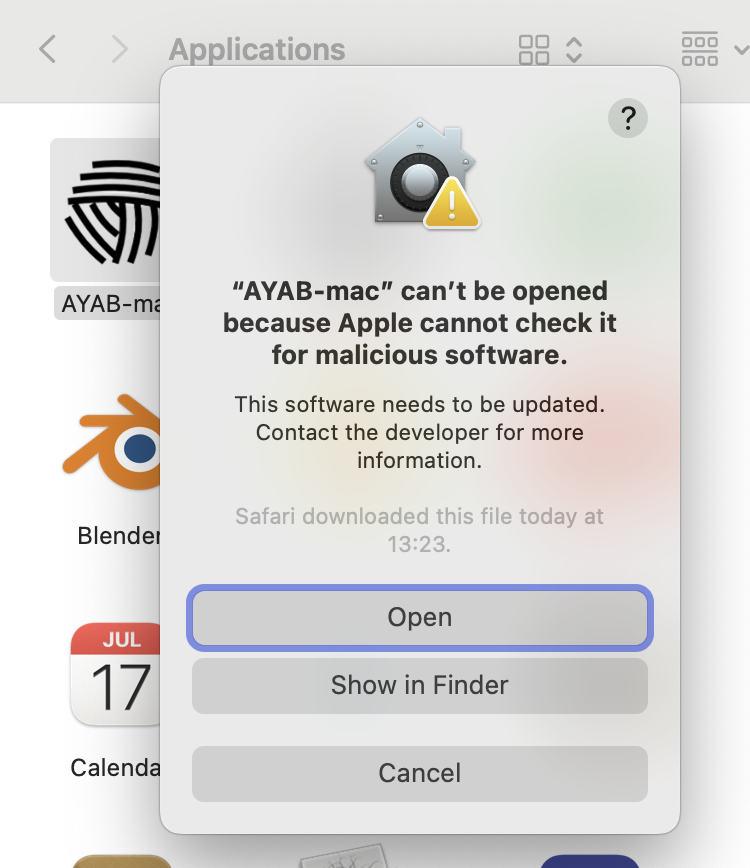 Applications
?
“AYAB-mac” can’t be opened
because Apple cannot check it
for malicious software.
This software needs to be updated.
Contact the developer for more
information.
Safari downloaded this file today at
13:23.
Open
Show in Finder
Cancel
AYAB-ma
Blender
JUL
17
Calenda